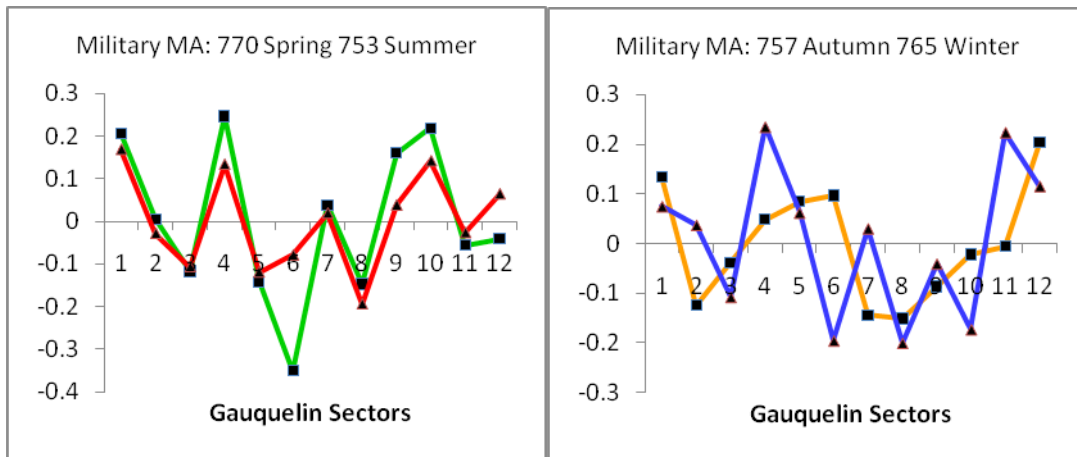 Military MA: 770 Spring 753 Summer
0.3
0.2
0.1
0
-0.1
-0.2
-0.3
-0.4
1 2 3 4 5 6 7 8 9 10 11 12
Gauquelin Sectors
Military MA: 757 Autumn 765 Winter
0.3
0.2
0.1
0
-0.1
-0.2
-0.3
1 2 3 4 5 6 7 8 9 10 11 12
Gauquelin Sectors